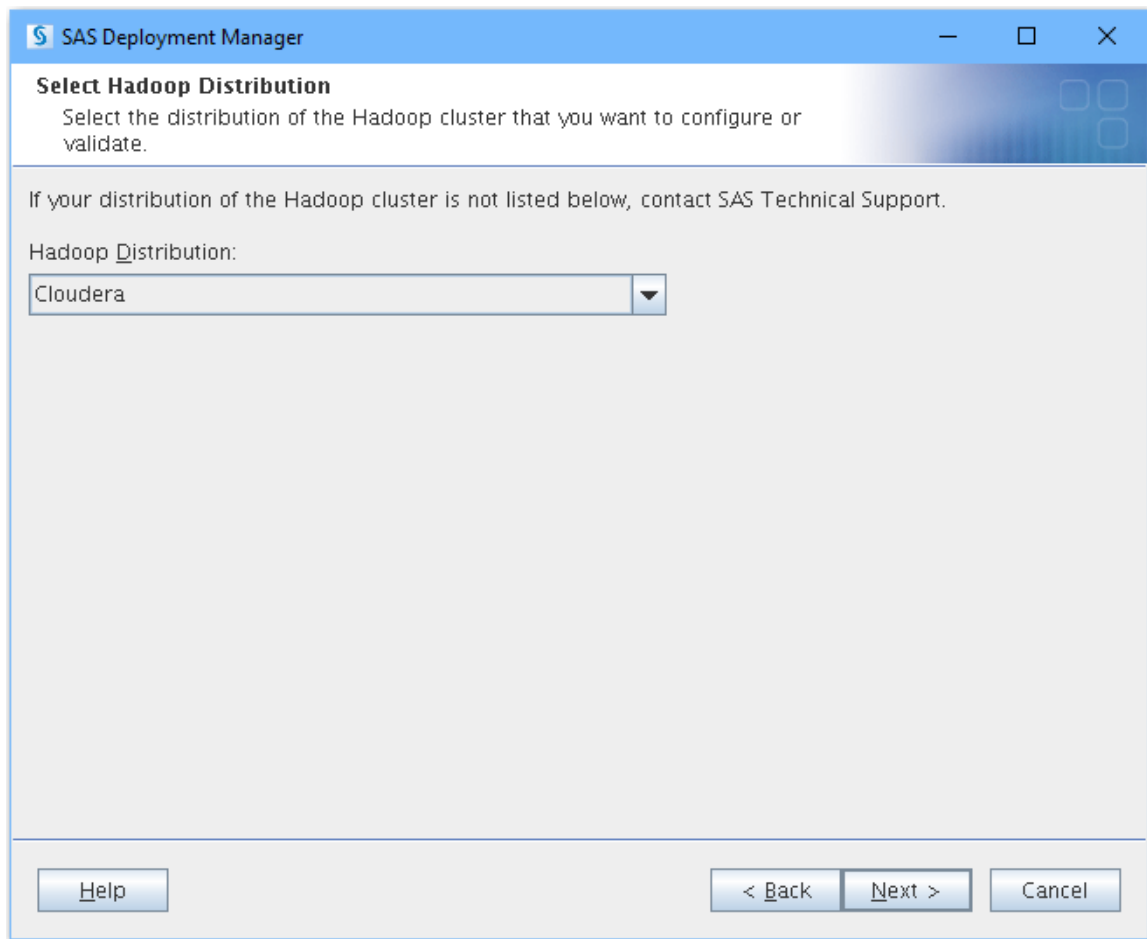 SAS Deployment Manager
Select Hadoop Distribution
Select the distribution of the Hadoop cluster that you want to configure or
validate.
If your distribution of the Hadoop cluster is not listed below, contact SAS Technical Support.
Hadoop Distribution:
Cloudera
Help
< Back
Next >
Cancel